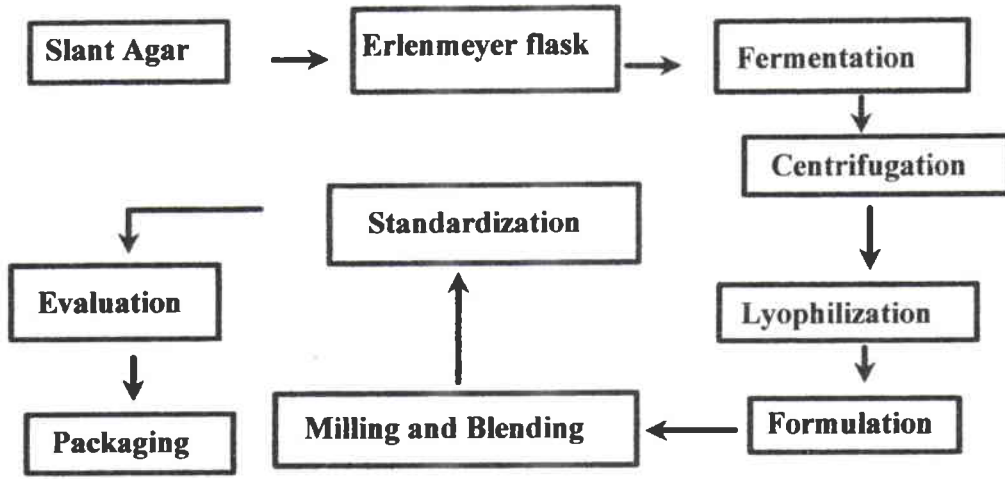 Slant Agar
Erlenmeyer flask
Fermentation
Centrifugation
Lyophilization
Formulation
Milling and Blending
Standardization
Evaluation
Packaging